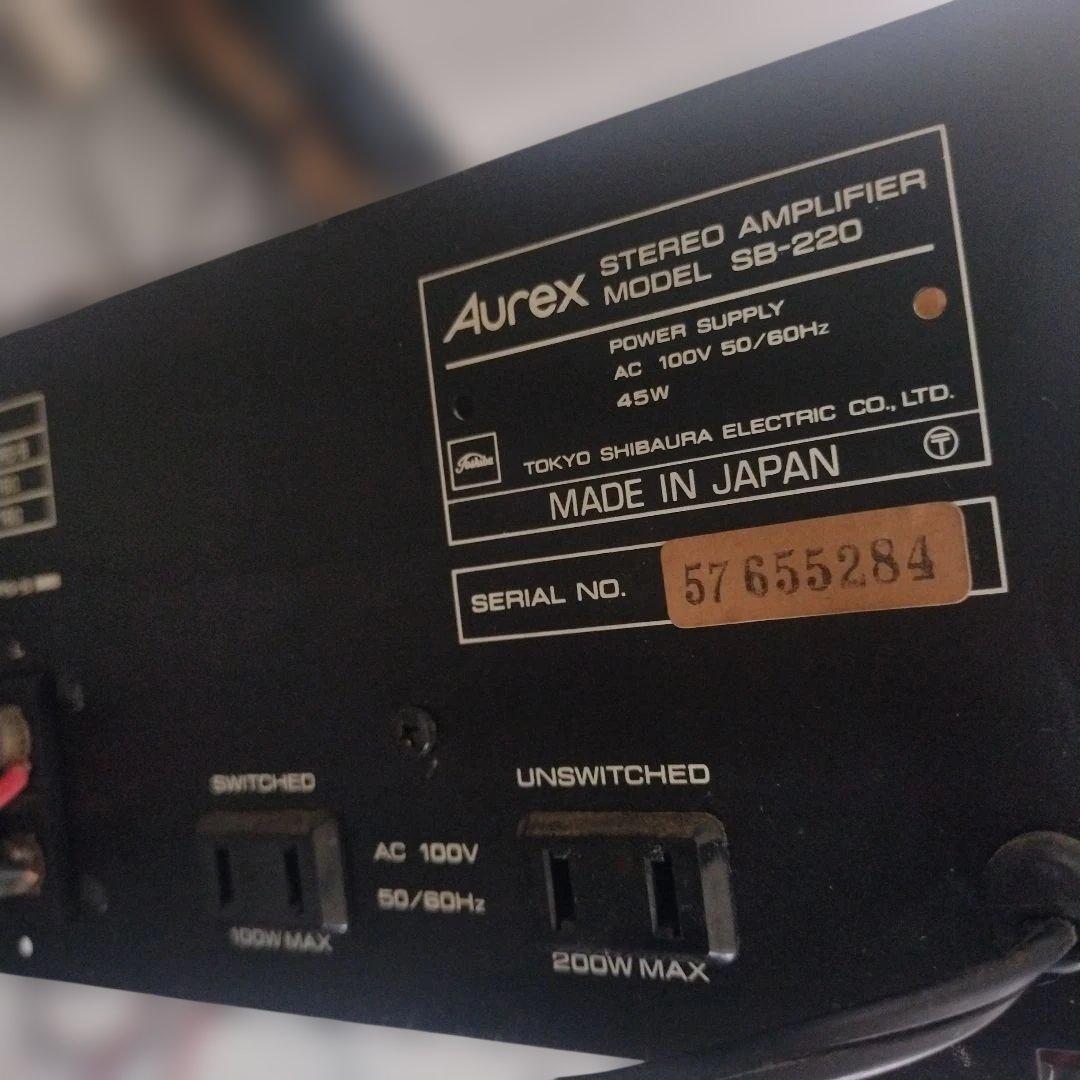 Aurex
STEREO AMPLIFIER
MODEL SB-220
POWER SUPPLY
AC 100V 50/60Hz
45W
Toshiba
TOKYO SHIBAURA ELECTRIC CO., LTD.
MADE IN JAPAN
SERIAL NO. 57655284
SWITCHED
UNSWITCHED
AC 100V
50/60Hz
100W MAX
200W MAX